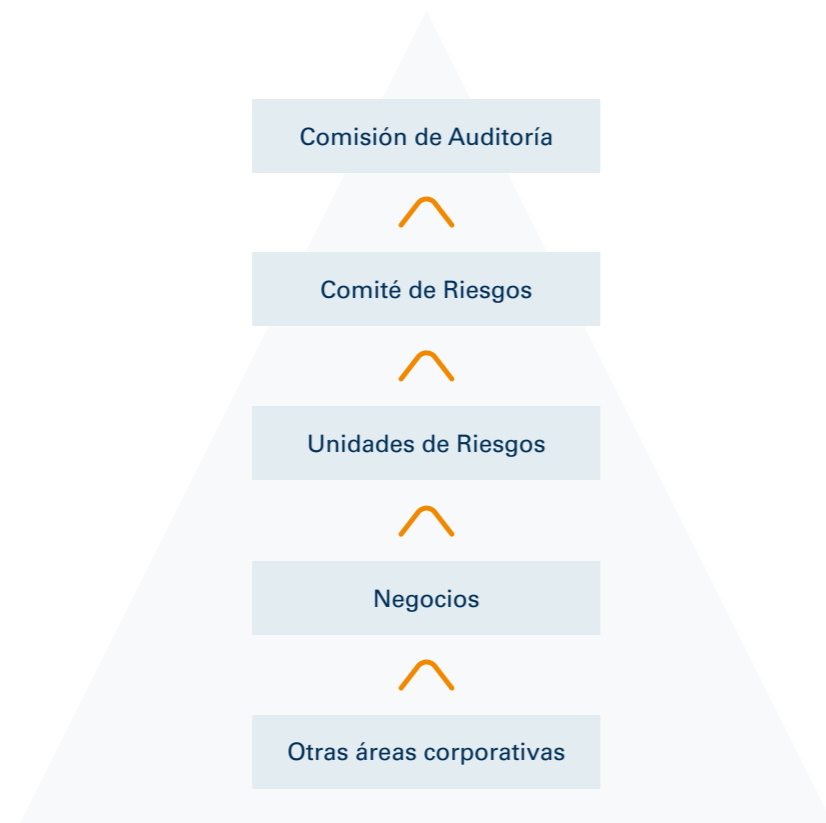 Comisión de Auditoría
Comité de Riesgos
Unidades de Riesgos
Negocios
Otras áreas corporativas